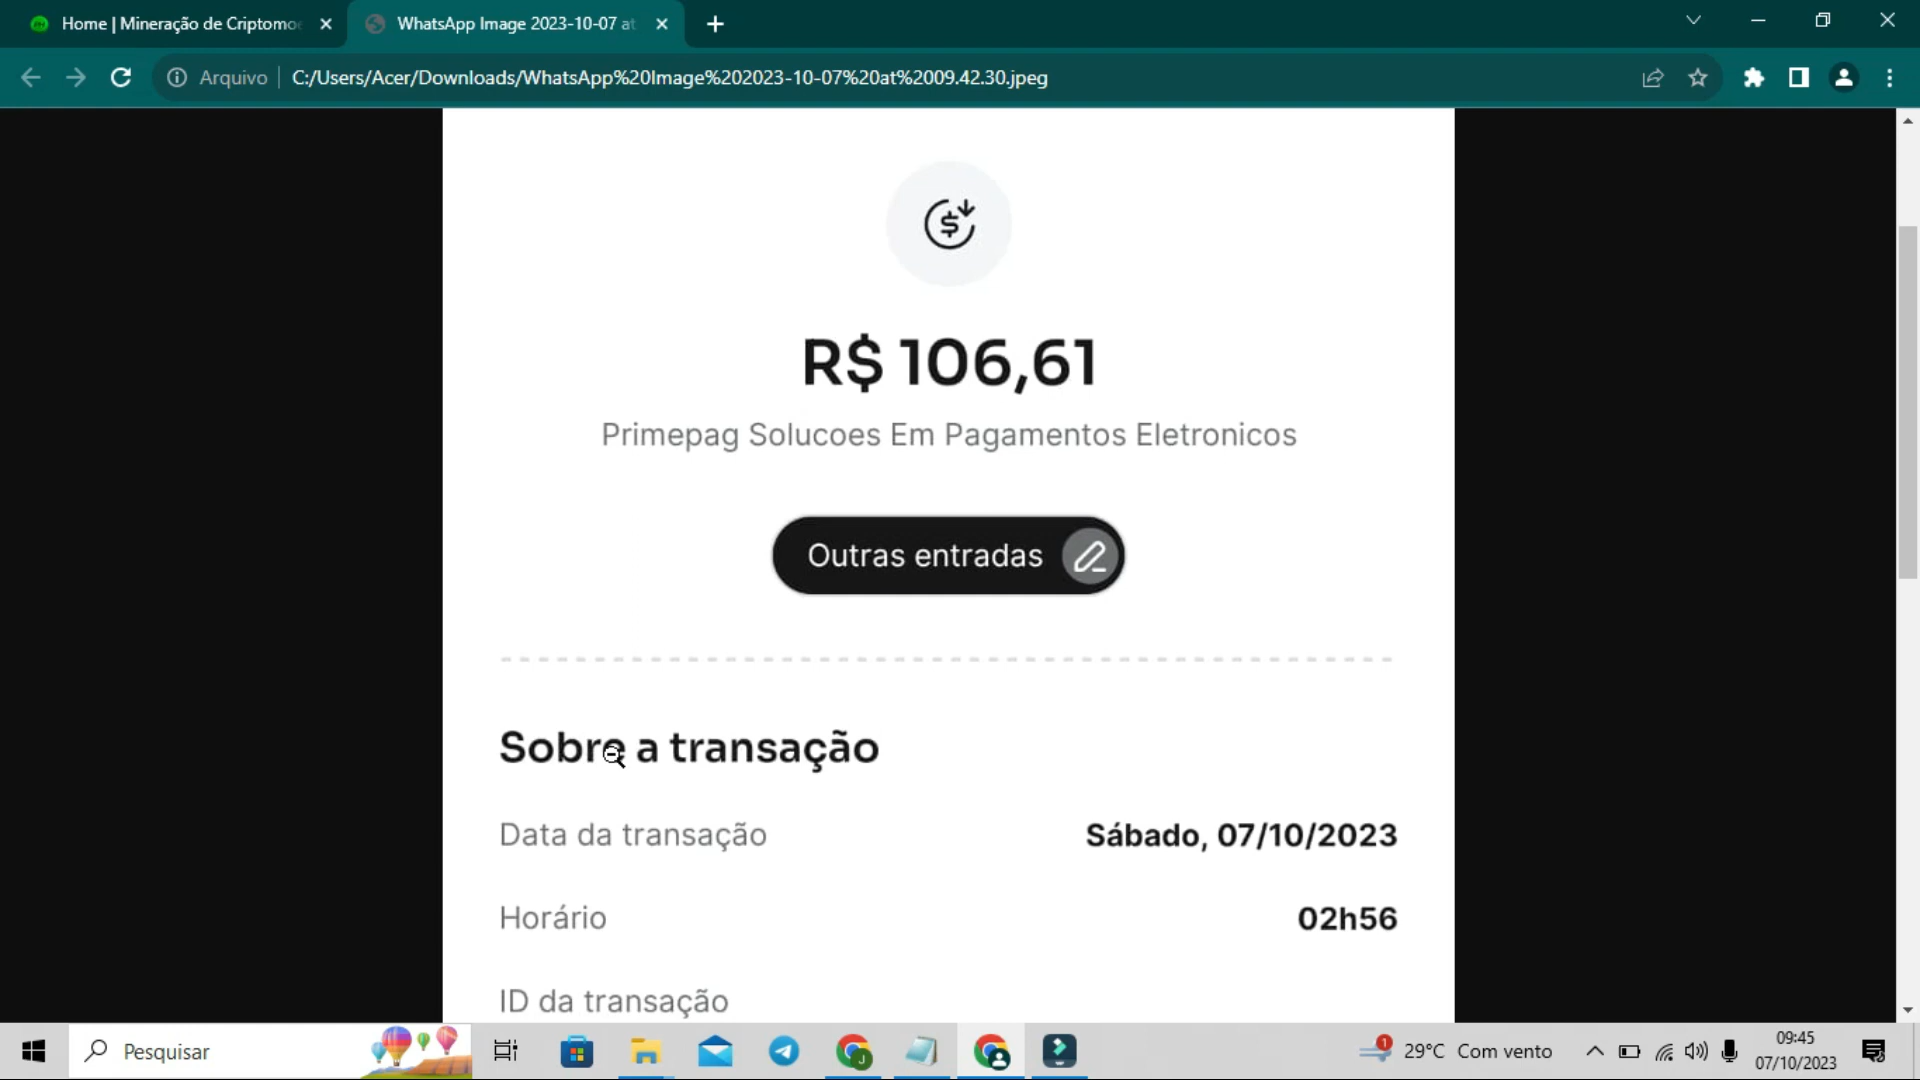 Home | Mineração de Criptomo
WhatsApp Image 2023-10-07 at
Arquivo
C:/Users/Acer/Downloads/WhatsApp%20Image%202023-10-07%20at%2009.42.30.jpeg
R$ 106,61
Primepag Solucoes Em Pagamentos Eletronicos
Outras entradas
Sobre a transação
Data da transação Sábado, 07/10/2023
Horário 02h56
ID da transação
Pesquisar
1
29°C Com vento
09:45
07/10/2023